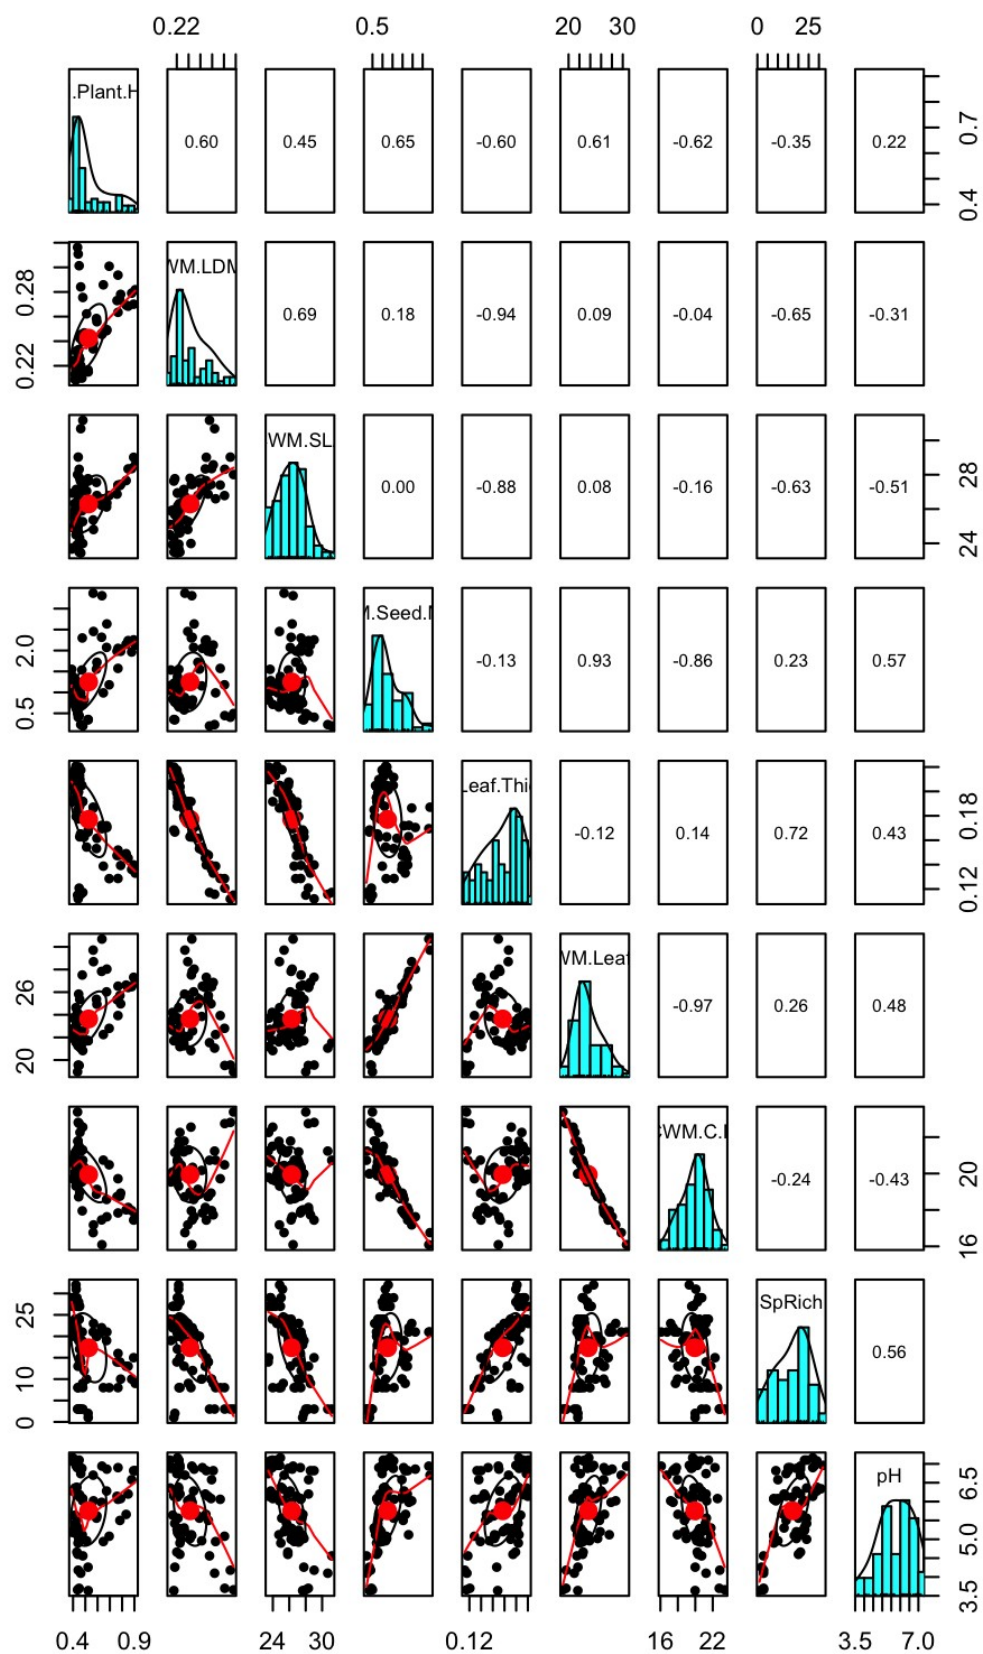 0.22 0.5 20 30 0 25
.Plant.H 0.60 0.45 0.65 -0.60 0.61 -0.62 -0.35 0.22 0.4 0.7
0.22 0.28 WM.LDM 0.69 0.18 -0.94 0.09 -0.04 -0.65 -0.31
WM.SL 0.00 -0.88 0.08 -0.16 -0.63 -0.51 24 28
0.5 2.0 M.Seed.M -0.13 0.93 -0.86 0.23 0.57
Leaf.Thi -0.12 0.14 0.72 0.43 0.12 0.18
20 26 WM.Leaf -0.97 0.26 0.48
CWM.C.N -0.24 -0.43 16 20
0 10 25 SpRich 0.56
pH 3.5 5.0 6.5
0.4 0.9 24 30 0.12 16 22 3.5 7.0